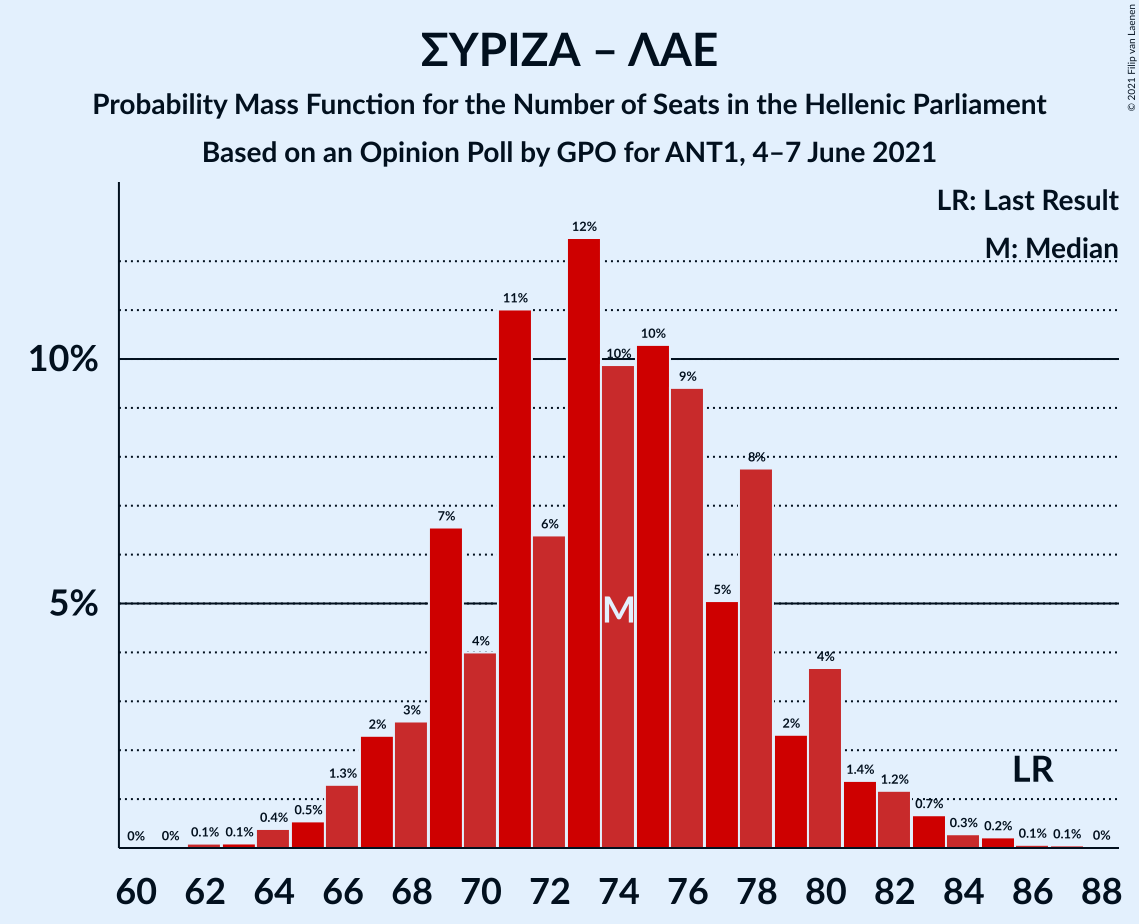 ΣΥΡΙΖΑ – ΛΑΕ
Probability Mass Function for the Number of Seats in the Hellenic Parliament
Based on an Opinion Poll by GPO for ANT1, 4–7 June 2021
© 2021 Filip van Laenen
LR: Last Result
M: Median
10%
5%
0% 0% 0.1% 0.1% 0.4% 0.5% 1.3% 2% 3% 7% 4% 11% 6% 12% 10% 10% 9% 5% 8% 2% 4% 1.4% 1.2% 0.7% 0.3% 0.2% 0.1% 0.1% 0%
M
LR
60 62 64 66 68 70 72 74 76 78 80 82 84 86 88